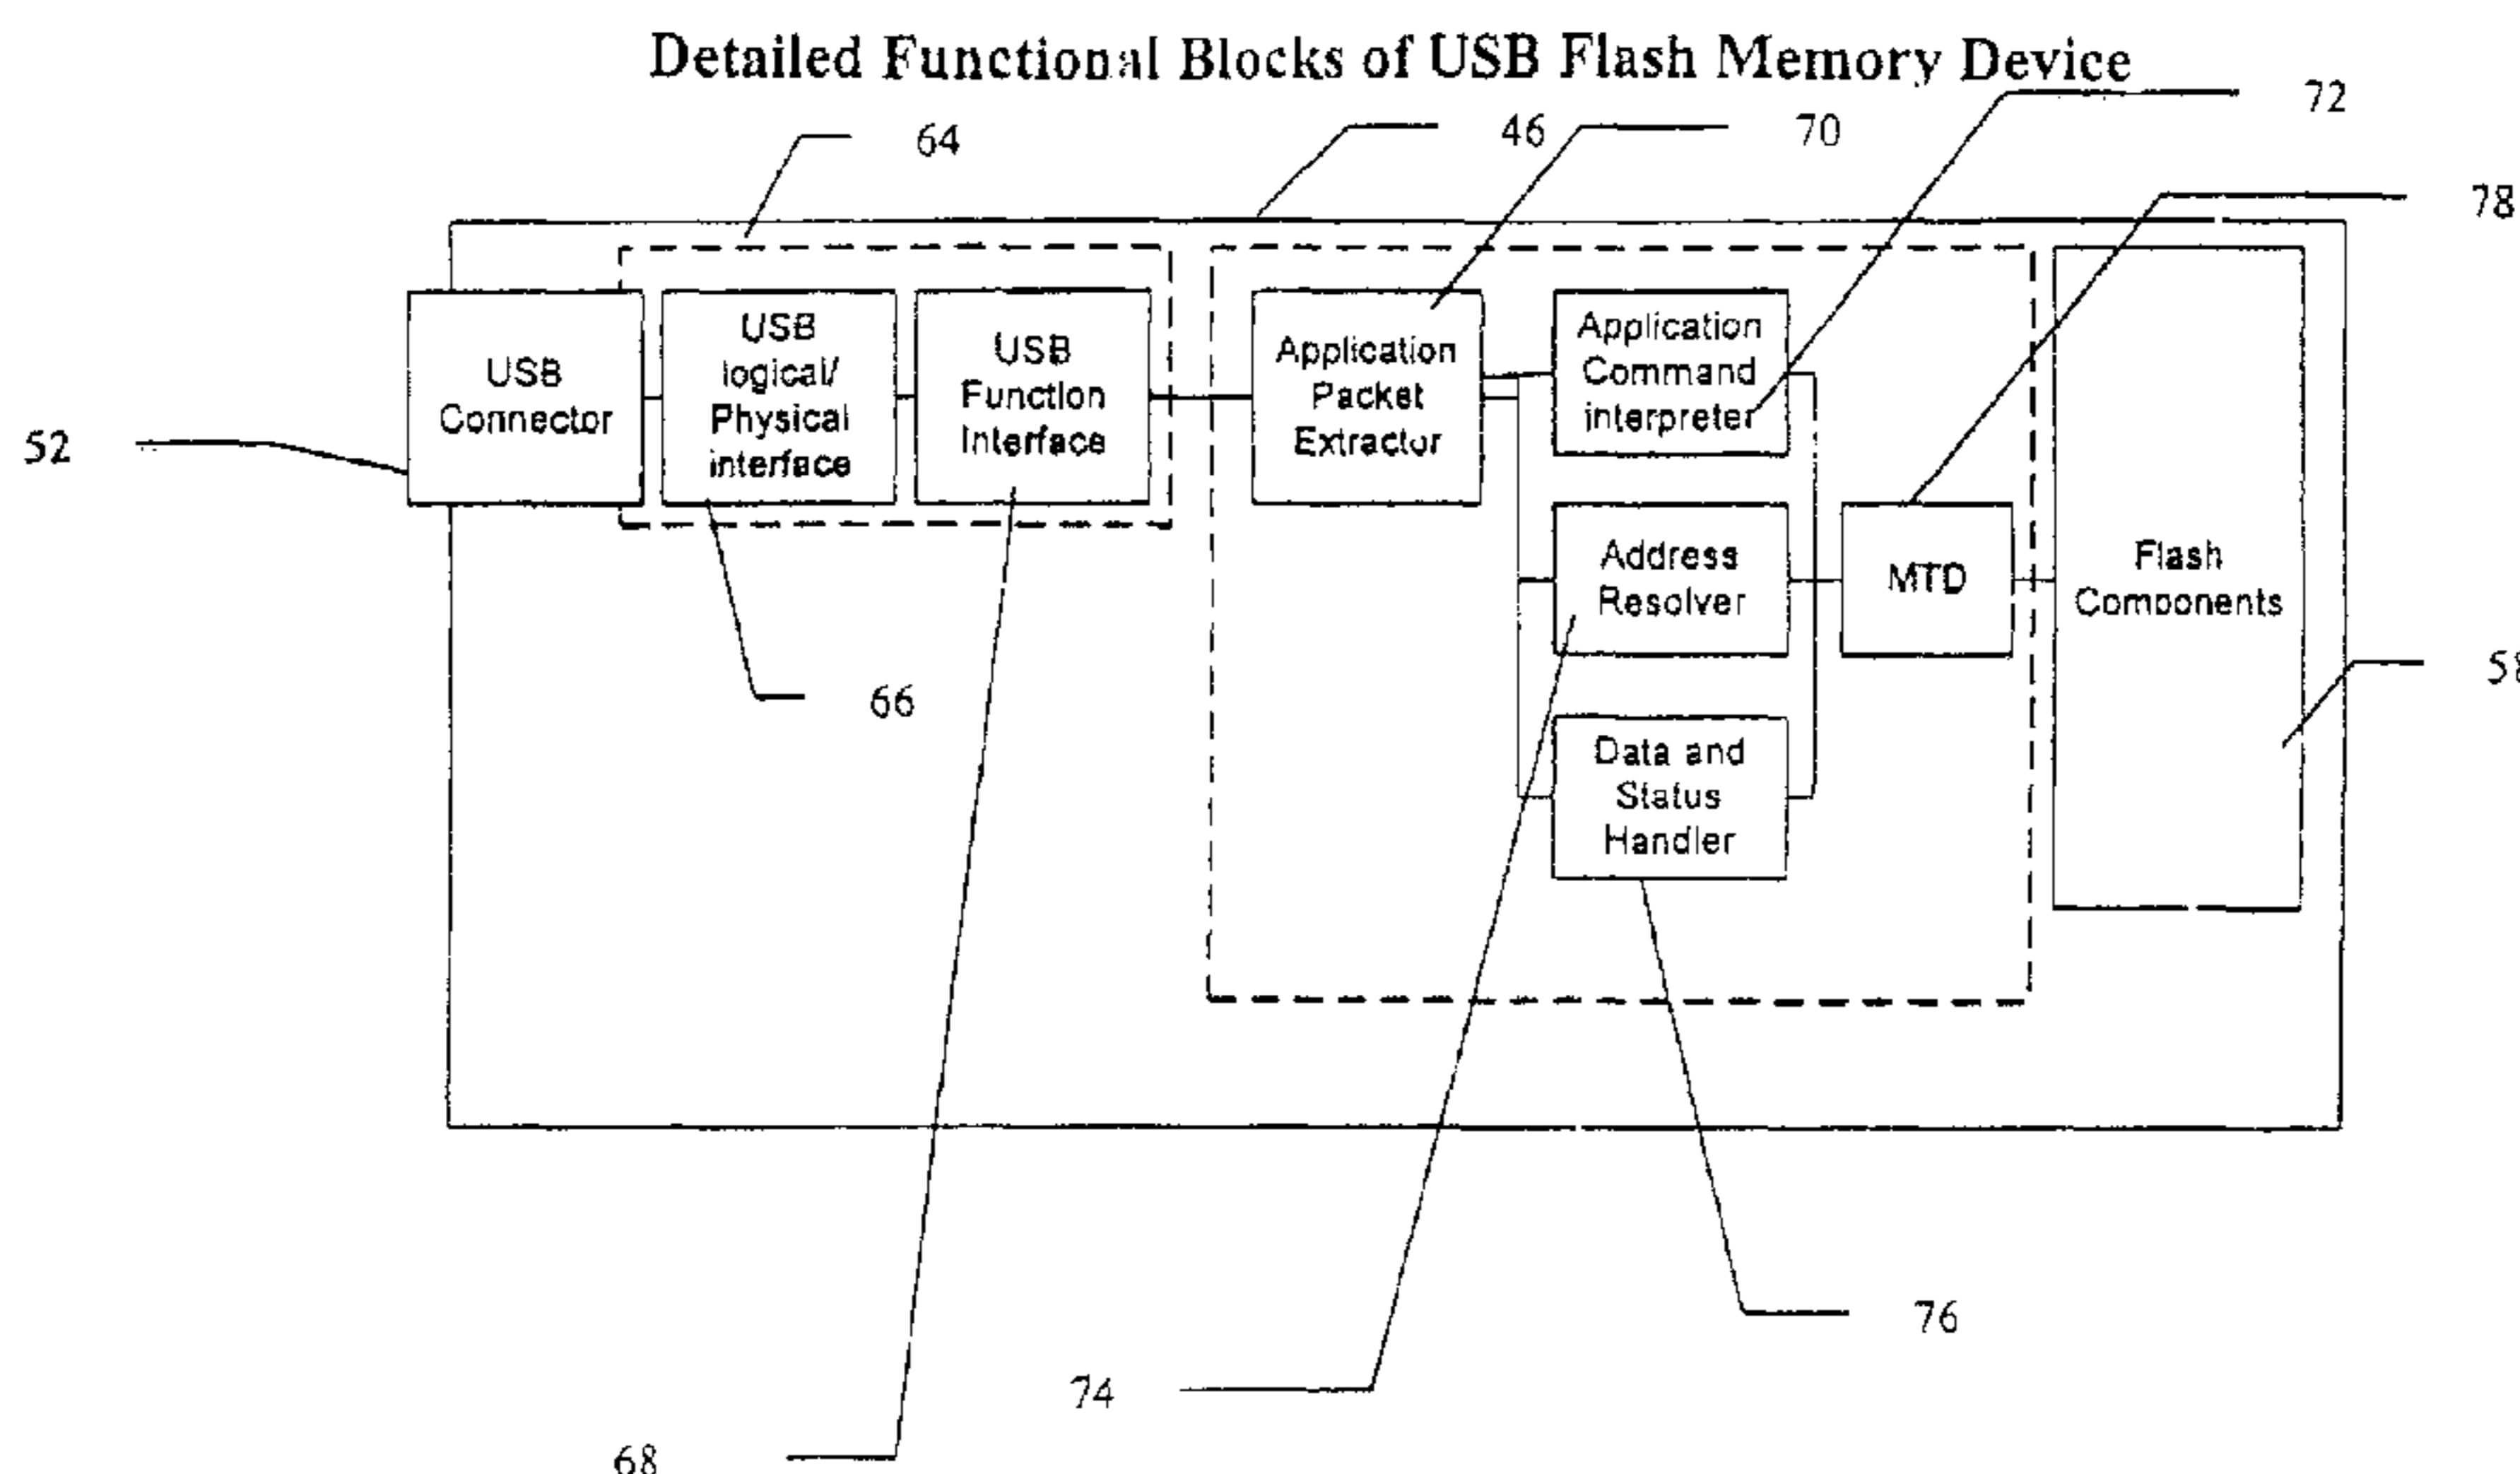 Detailed Functional Blocks of USB Flash Memory Device
72
64
46
70
78
USB
Connector
USB
logical/
Physical
interface
USB
Function
Interface
Application
Packet
Extractor
Application
Command
interpreter
52
Address
Resolver
MTD
Flash
Components
58
66
Data and
Status
Handler
76
74
68